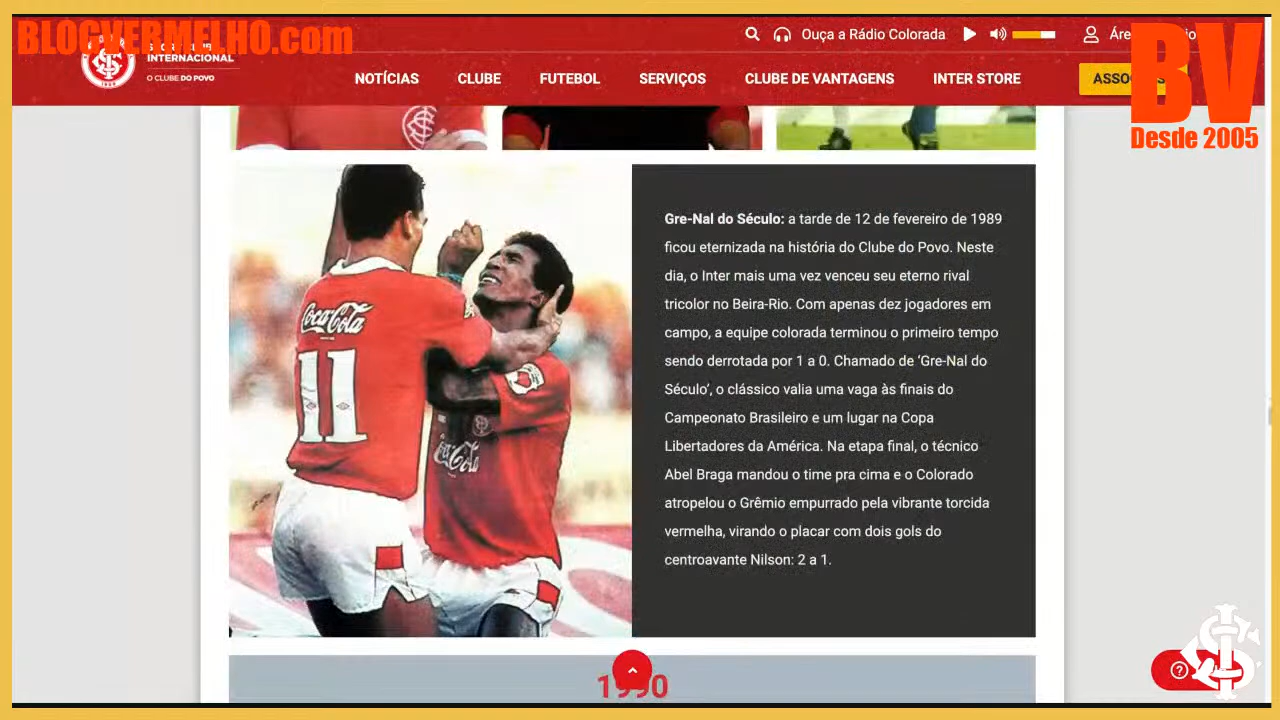 BLOGVERMELHO.com
INTERNACIONAL
O CLUBE DO POVO
Ouça a Rádio Colorada
NOTÍCIAS CLUBE FUTEBOL SERVIÇOS CLUBE DE VANTAGENS INTER STORE
BV
Desde 2005
Coca-Cola
11
Coca-Cola
Gre-Nal do Século: a tarde de 12 de fevereiro de 1989
ficou eternizada na história do Clube do Povo. Neste
dia, o Inter mais uma vez venceu seu eterno rival
tricolor no Beira-Rio. Com apenas dez jogadores em
campo, a equipe colorada terminou o primeiro tempo
sendo derrotada por 1 a 0. Chamado de ‘Gre-Nal do
Século’, o clássico valia uma vaga às finais do
Campeonato Brasileiro e um lugar na Copa
Libertadores da América. Na etapa final, o técnico
Abel Braga mandou o time pra cima e o Colorado
atropelou o Grêmio empurrado pela vibrante torcida
vermelha, virando o placar com dois gols do
centroavante Nilson: 2 a 1.
1990